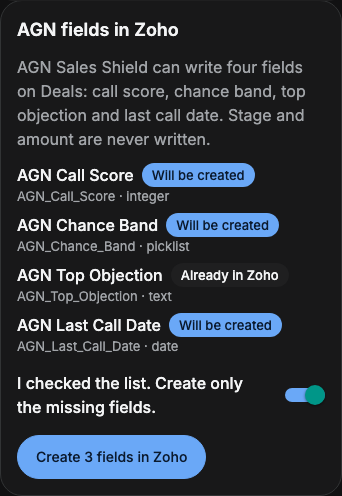 AGN fields in Zoho
AGN Sales Shield can write four fields
on Deals: call score, chance band, top
objection and last call date. Stage and
amount are never written.
AGN Call Score Will be created
AGN_Call_Score · integer
AGN Chance Band Will be created
AGN_Chance_Band · picklist
AGN Top Objection Already in Zoho
AGN_Top_Objection · text
AGN Last Call Date Will be created
AGN_Last_Call_Date · date
I checked the list. Create only
the missing fields.
Create 3 fields in Zoho